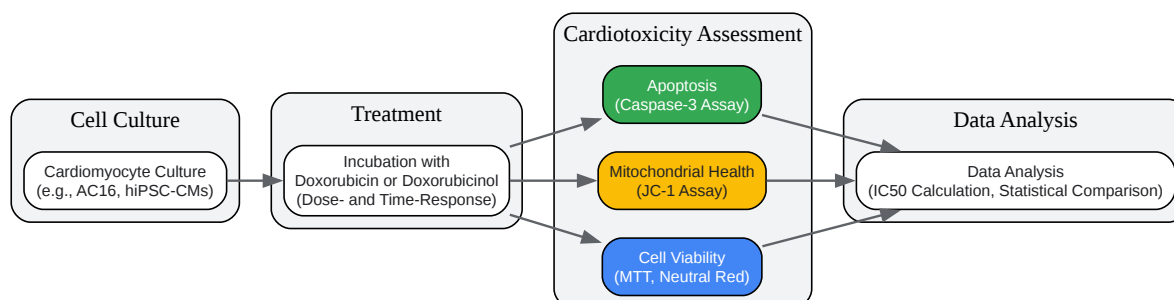 Cell Culture
Cardiomyocyte Culture
(e.g., AC16, hiPSC-CMs)
Treatment
Incubation with
Doxorubicin or Doxorubicinol
(Dose- and Time-Response)
Cardiotoxicity Assessment
Apoptosis
(Caspase-3 Assay)
Mitochondrial Health
(JC-1 Assay)
Cell Viability
(MTT, Neutral Red)
Data Analysis
Data Analysis
(IC50 Calculation, Statistical Comparison)